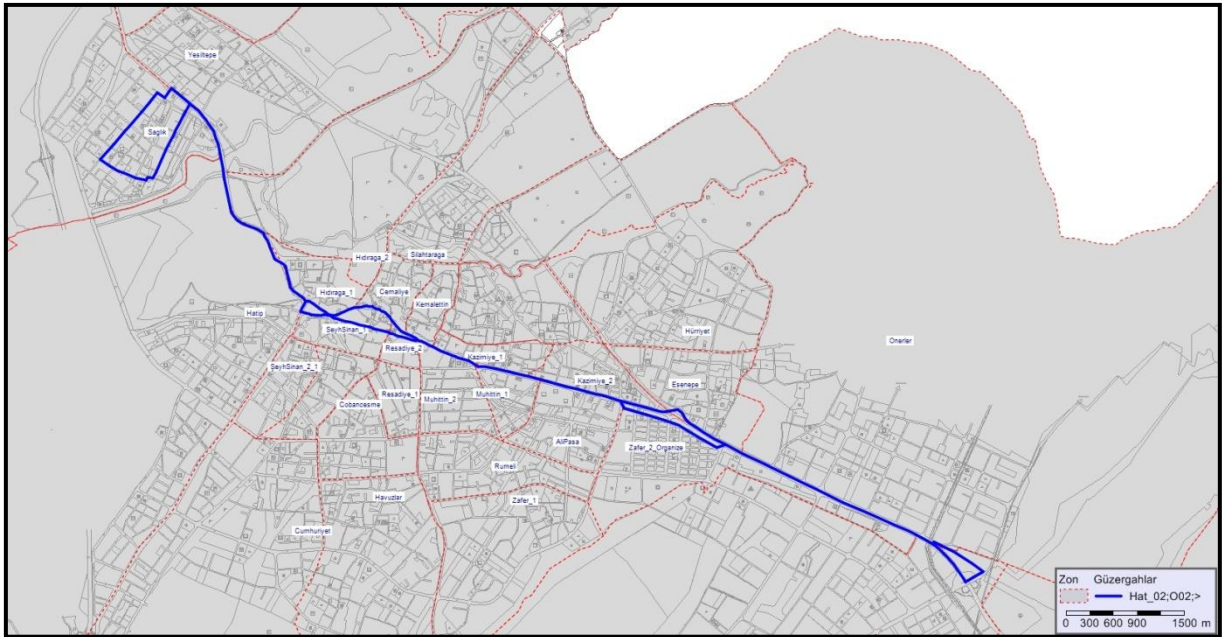 Yesiltepe
Saglik
Hidiraga_2
Silahtaraga
Hidiraga_1
Cemaliye
Kemalettin
Hatip
SeyhSinan_1
Hürriyet
Onerler
Resadiye_2
Kazimiye_1
SeyhSinan_2_1
Kazimiye_2
Esenepe
Resadiye_1
Muhittin_2
Muhittin_1
Cobancesme
AliPasa
Zafer_2_Organize
Rumeli
Havuzlar
Zafer_1
Cumhuriyet
Zon Güzergahlar
Hat_02;O02;>
0 300 600 900 1500 m